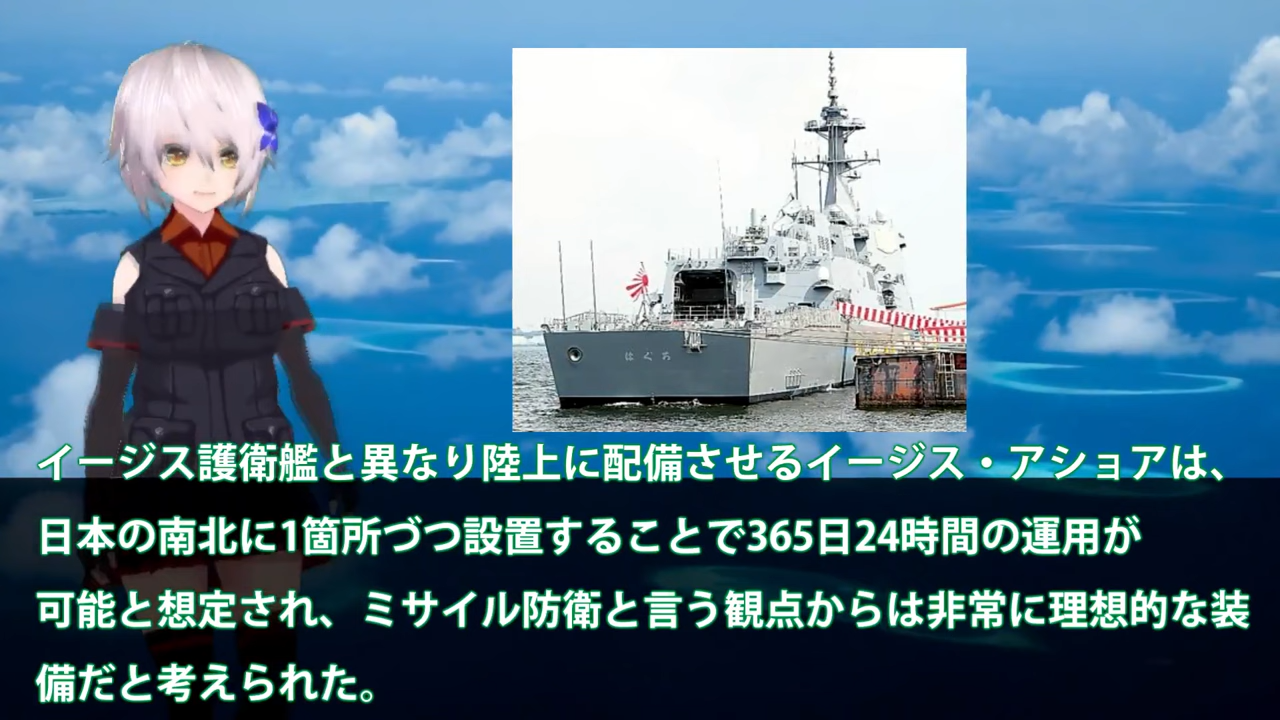 はぐろ
イージス護衛艦と異なり陸上に配備させるイージス・アショアは、
日本の南北に1箇所づつ設置することで365日24時間の運用が
可能と想定され、ミサイル防衛と言う観点からは非常に理想的な装
備だと考えられた。